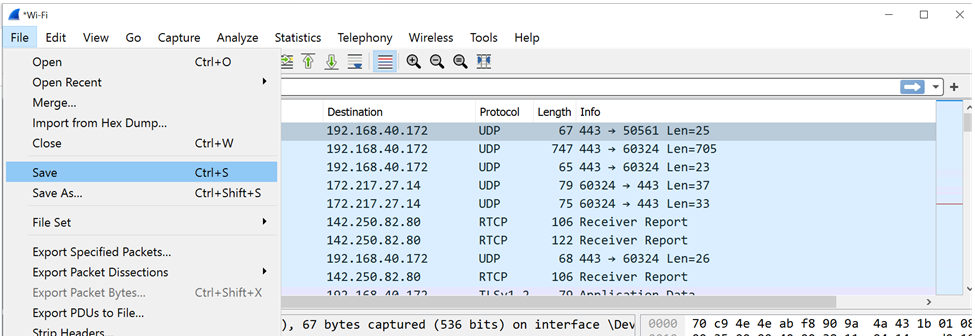 *Wi-Fi
File Edit View Go Capture Analyze Statistics Telephony Wireless Tools Help
Open Ctrl+O
Open Recent
Merge...
Import from Hex Dump...
Close Ctrl+W
Save Ctrl+S
Save As... Ctrl+Shift+S
File Set
Export Specified Packets...
Export Packet Dissections
Export Packet Bytes... Ctrl+Shift+X
Export PDUs to File...
Strip Headers...
Destination Protocol Length Info
192.168.40.172 UDP 67 443 → 50561 Len=25
192.168.40.172 UDP 747 443 → 60324 Len=705
192.168.40.172 UDP 65 443 → 60324 Len=23
172.217.27.14 UDP 79 60324 → 443 Len=37
172.217.27.14 UDP 75 60324 → 443 Len=33
142.250.82.80 RTCP 106 Receiver Report
142.250.82.80 RTCP 122 Receiver Report
192.168.40.172 UDP 68 443 → 60324 Len=26
142.250.82.80 RTCP 106 Receiver Report
192.168.40.172 TLSv1.2 79 Application Data
), 67 bytes captured (536 bits) on interface \Dev
0000 70 c9 4e 4e ab f8 90 9a 4a 43 1b 01 08